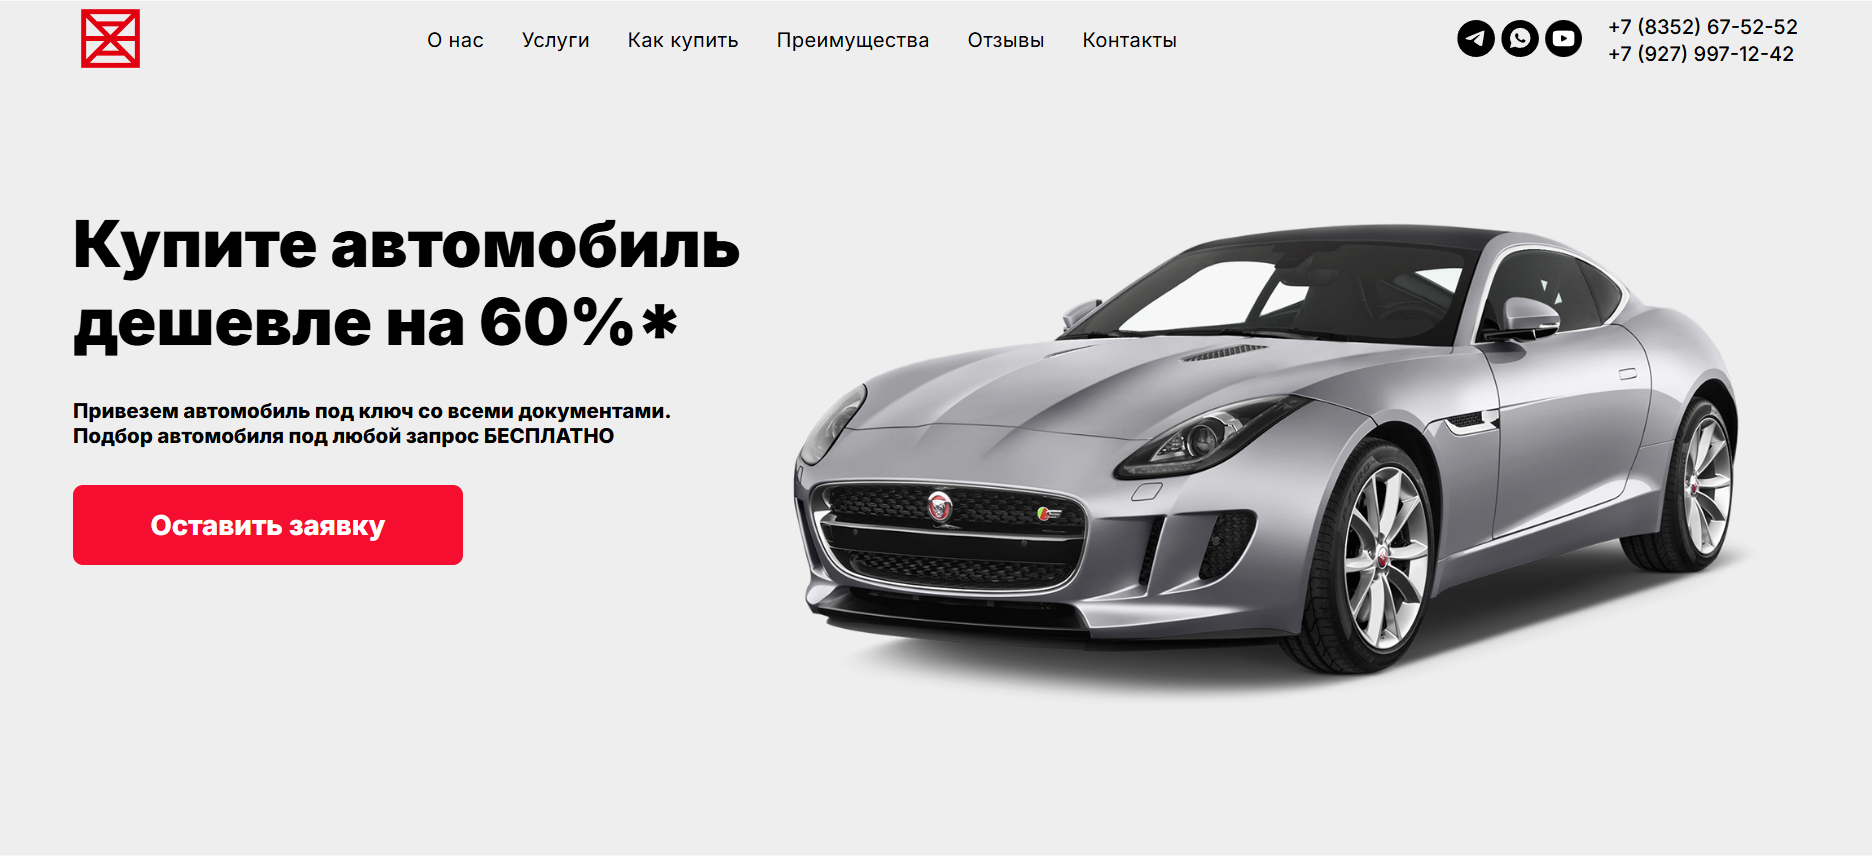 О нас
Услуги
Как купить
Преимущества
Отзывы
Контакты
+7 (8352) 67-52-52
+7 (927) 997-12-42
Купите автомобиль
дешевле на 60%*
Привезем автомобиль под ключ со всеми документами.
Подбор автомобиля под любой запрос БЕСПЛАТНО
Оставить заявку